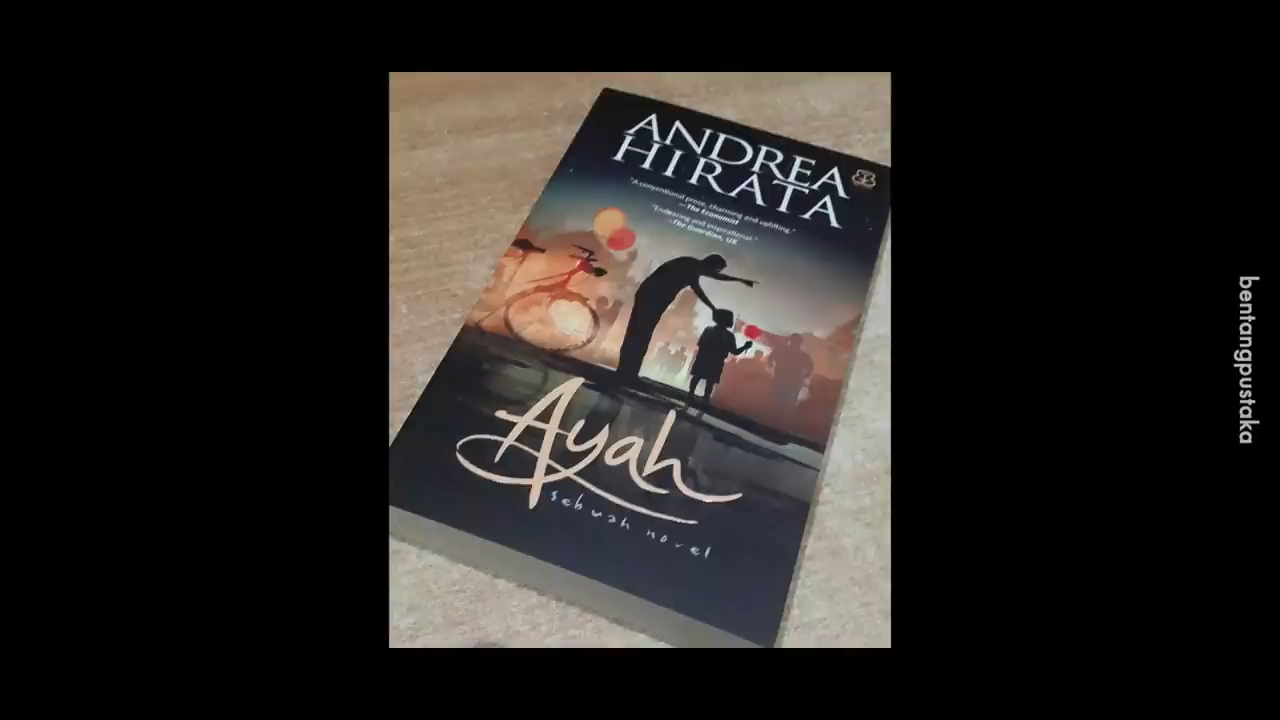 ANDREA
HIRATA
"A conventional prose, charming and uplifting."
—The Economist
"Endearing and inspirational."
—The Guardian, UK
Ayah
sebuah novel
bentangpustaka